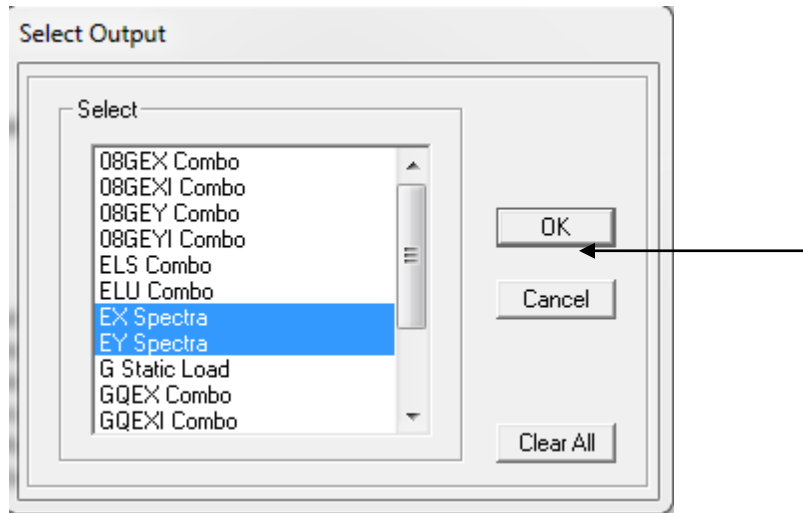 Select Output
Select
08GEX Combo
08GEXI Combo
08GEY Combo
08GEYI Combo
ELS Combo
ELU Combo
EX Spectra
EY Spectra
G Static Load
GQEX Combo
GQEXI Combo
OK
Cancel
Clear All